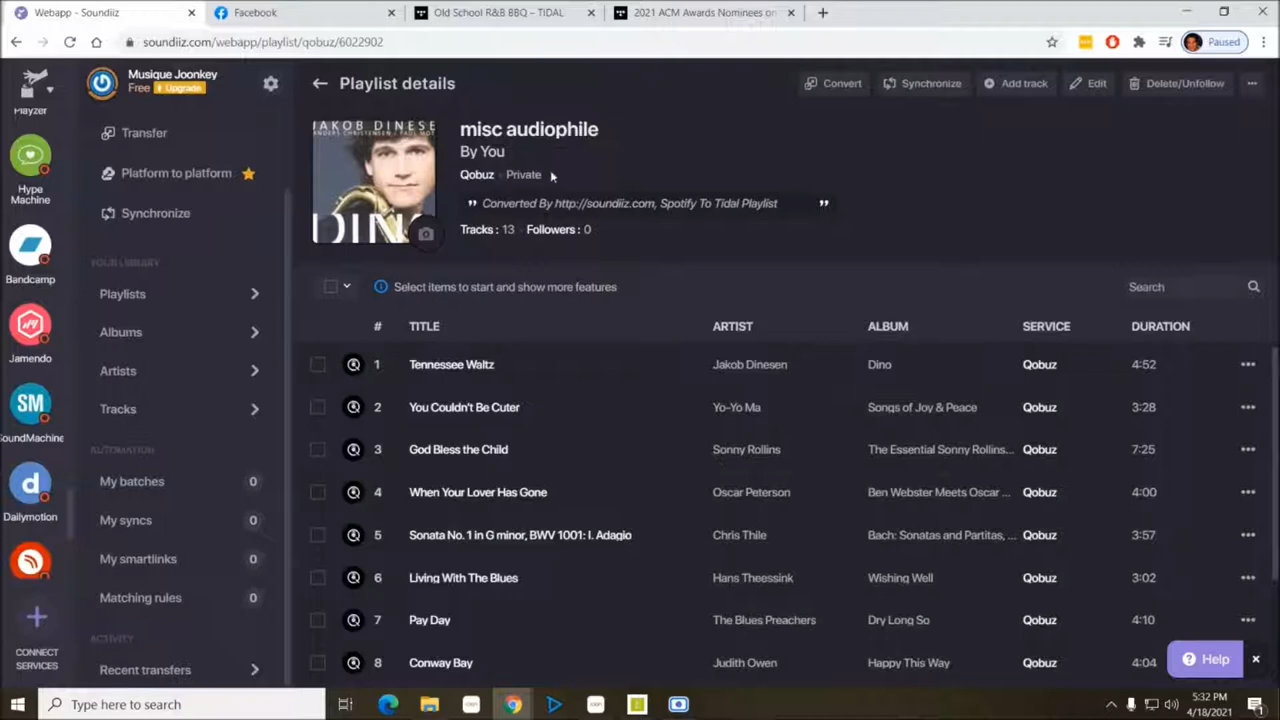 Webapp - Soundiiz
Facebook
Old School R&B BBQ – TIDAL
2021 ACM Awards Nominees on
soundiiz.com/webapp/playlist/qobuz/6022902
Paused
Playzer
Hype
Machine
Bandcamp
Jamendo
SM
SoundMachine
d
Dailymotion
CONNECT
SERVICES
Musique Joonkey
Free Upgrade
Transfer
Platform to platform
Synchronize
YOUR LIBRARY
Playlists
Albums
Artists
Tracks
AUTOMATION
My batches 0
My syncs 0
My smartlinks 0
Matching rules 0
ACTIVITY
Recent transfers
Playlist details
Convert
Synchronize
Add track
Edit
Delete/Unfollow
JAKOB DINESE
ANDERS CHRISTENSEN / PAUL MOT
DINO
misc audiophile
By You
Qobuz · Private
" Converted By http://soundiiz.com, Spotify To Tidal Playlist "
Tracks : 13 · Followers : 0
Select items to start and show more features
Search
# TITLE ARTIST ALBUM SERVICE DURATION
1 Tennessee Waltz Jakob Dinesen Dino Qobuz 4:52
2 You Couldn't Be Cuter Yo-Yo Ma Songs of Joy & Peace Qobuz 3:28
3 God Bless the Child Sonny Rollins The Essential Sonny Rollins... Qobuz 7:25
4 When Your Lover Has Gone Oscar Peterson Ben Webster Meets Oscar ... Qobuz 4:00
5 Sonata No. 1 in G minor, BWV 1001: I. Adagio Chris Thile Bach: Sonatas and Partitas, ... Qobuz 3:57
6 Living With The Blues Hans Theessink Wishing Well Qobuz 3:02
7 Pay Day The Blues Preachers Dry Long So Qobuz 4:10
8 Conway Bay Judith Owen Happy This Way Qobuz 4:04
Help
Type here to search
5:32 PM
4/18/2021